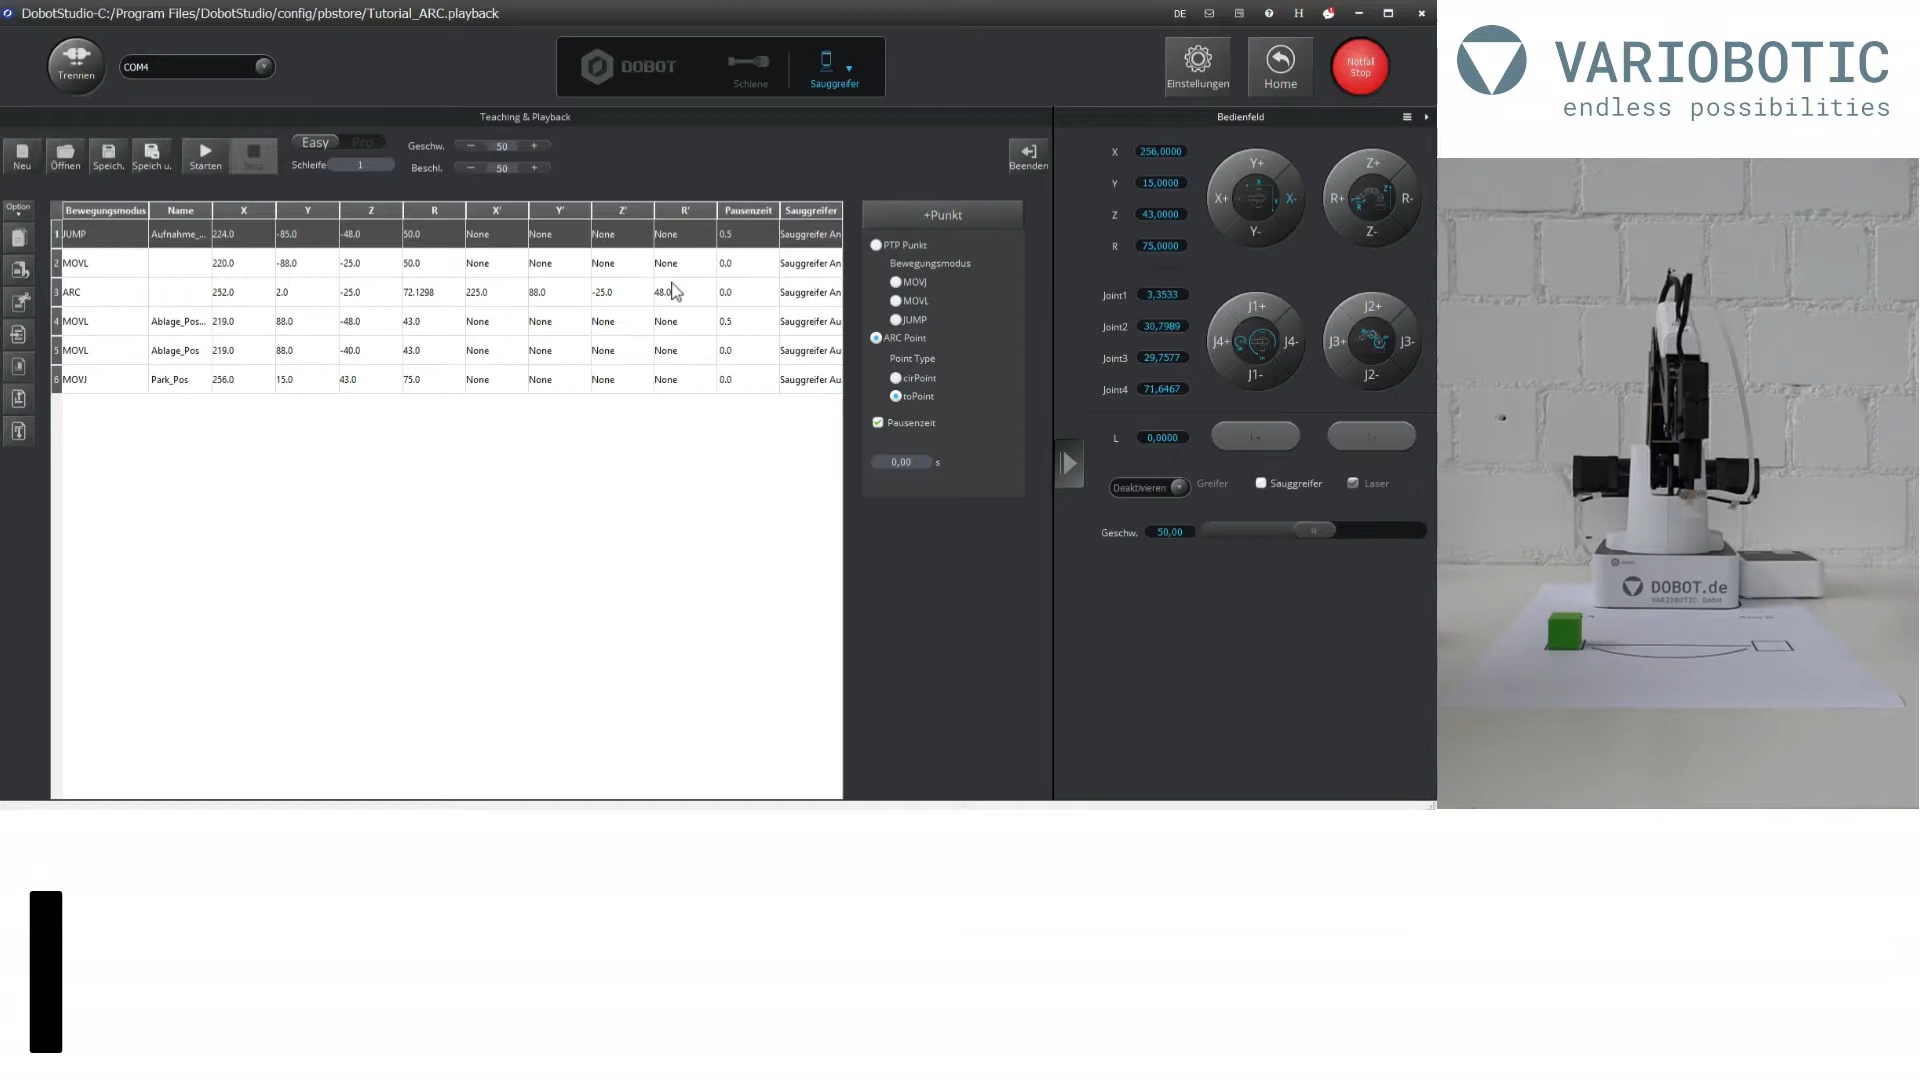 DobotStudio-C:/Program Files/DobotStudio/config/pbstore/Tutorial_ARC.playback
DE
H
Trennen
COM4
DOBOT
Schiene
Sauggreifer
Einstellungen
Home
Notfall
Stop
VARIOBOTIC
endless possibilities
Teaching & Playback
Bedienfeld
Neu
Öffnen
Speich.
Speich u.
Starten
Stop
Easy
Pro
Schleife 1
Geschw. − 50 +
Beschl. − 50 +
Beenden
Option
Bewegungsmodus Name X Y Z R X' Y' Z' R' Pausenzeit Sauggreifer
1 JUMP Aufnahme_... 224.0 -85.0 -48.0 50.0 None None None None 0.5 Sauggreifer An
2 MOVL 220.0 -88.0 -25.0 50.0 None None None None 0.0 Sauggreifer An
3 ARC 252.0 2.0 -25.0 72.1298 225.0 88.0 -25.0 48.0 0.0 Sauggreifer An
4 MOVL Ablage_Pos... 219.0 88.0 -48.0 43.0 None None None None 0.5 Sauggreifer Au
5 MOVL Ablage_Pos 219.0 88.0 -40.0 43.0 None None None None 0.0 Sauggreifer Au
6 MOVJ Park_Pos 256.0 15.0 43.0 75.0 None None None None 0.0 Sauggreifer Au
+Punkt
PTP Punkt
Bewegungsmodus
MOVJ
MOVL
JUMP
ARC Point
Point Type
cirPoint
toPoint
Pausenzeit
0,00 s
X 256,0000
Y 15,0000
Z 43,0000
R 75,0000
Y+
X+ X-
Y-
Z+
R+ R-
Z-
Joint1 3,3533
Joint2 30,7989
Joint3 29,7577
Joint4 71,6467
J1+
J4+ J4-
J1-
J2+
J3+ J3-
J2-
L 0,0000
L+
L-
Deaktivieren Greifer
Sauggreifer
Laser
Geschw. 50,00
DOBOT.de
VARIOBOTIC GmbH